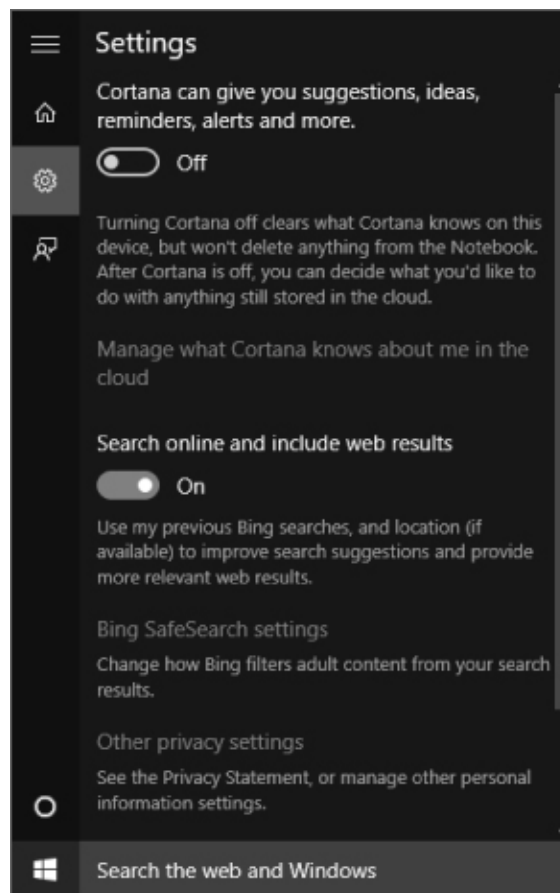 Settings
Cortana can give you suggestions, ideas,
reminders, alerts and more.
Off
Turning Cortana off clears what Cortana knows on this
device, but won't delete anything from the Notebook.
After Cortana is off, you can decide what you'd like to
do with anything still stored in the cloud.
Manage what Cortana knows about me in the
cloud
Search online and include web results
On
Use my previous Bing searches, and location (if
available) to improve search suggestions and provide
more relevant web results.
Bing SafeSearch settings
Change how Bing filters adult content from your search
results.
Other privacy settings
See the Privacy Statement, or manage other personal
information settings.
Search the web and Windows